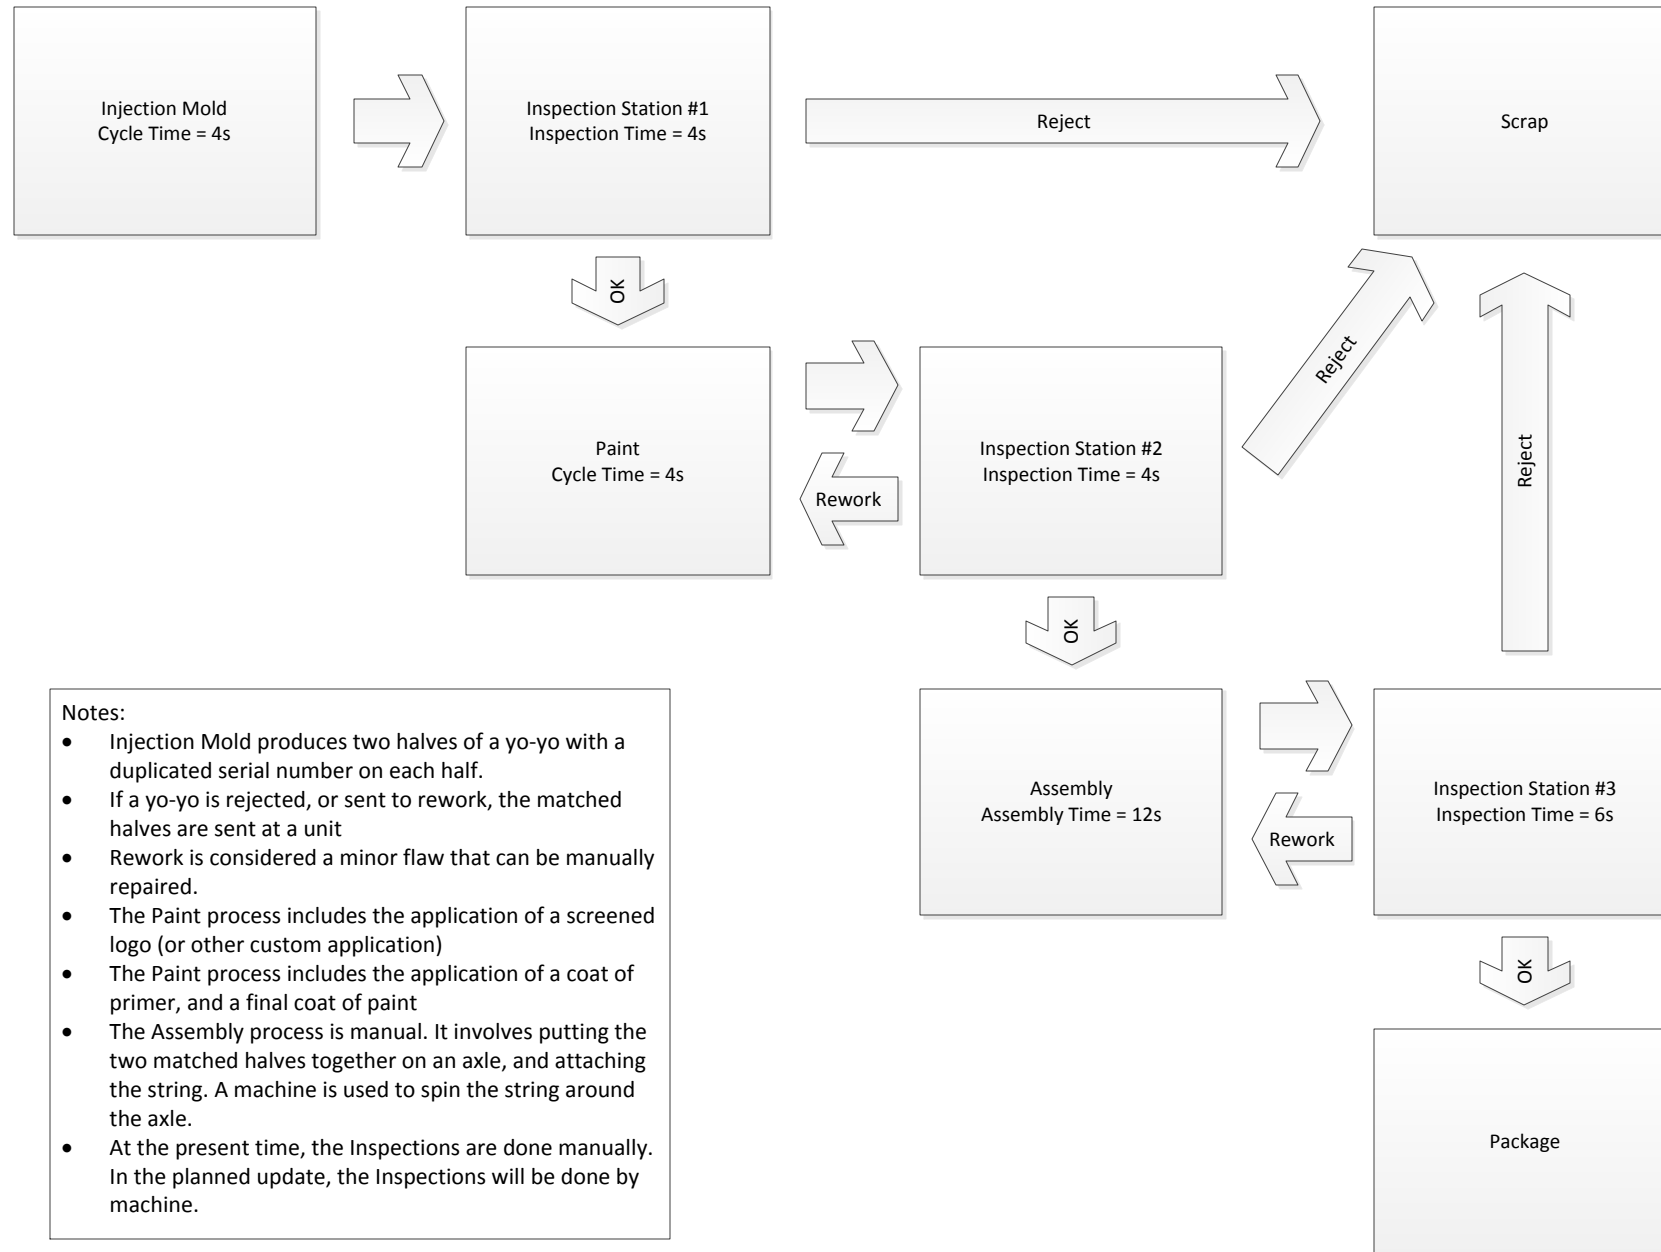 Injection Mold
Cycle Time = 4s
Inspection Station #1
Inspection Time = 4s
Reject
Scrap
OK
Paint
Cycle Time = 4s
Rework
Inspection Station #2
Inspection Time = 4s
Reject
Reject
OK
Assembly
Assembly Time = 12s
Rework
Inspection Station #3
Inspection Time = 6s
OK
Package
Notes:
• Injection Mold produces two halves of a yo-yo with a
duplicated serial number on each half.
• If a yo-yo is rejected, or sent to rework, the matched
halves are sent at a unit
• Rework is considered a minor flaw that can be manually
repaired.
• The Paint process includes the application of a screened
logo (or other custom application)
• The Paint process includes the application of a coat of
primer, and a final coat of paint
• The Assembly process is manual. It involves putting the
two matched halves together on an axle, and attaching
the string. A machine is used to spin the string around
the axle.
• At the present time, the Inspections are done manually.
In the planned update, the Inspections will be done by
machine.